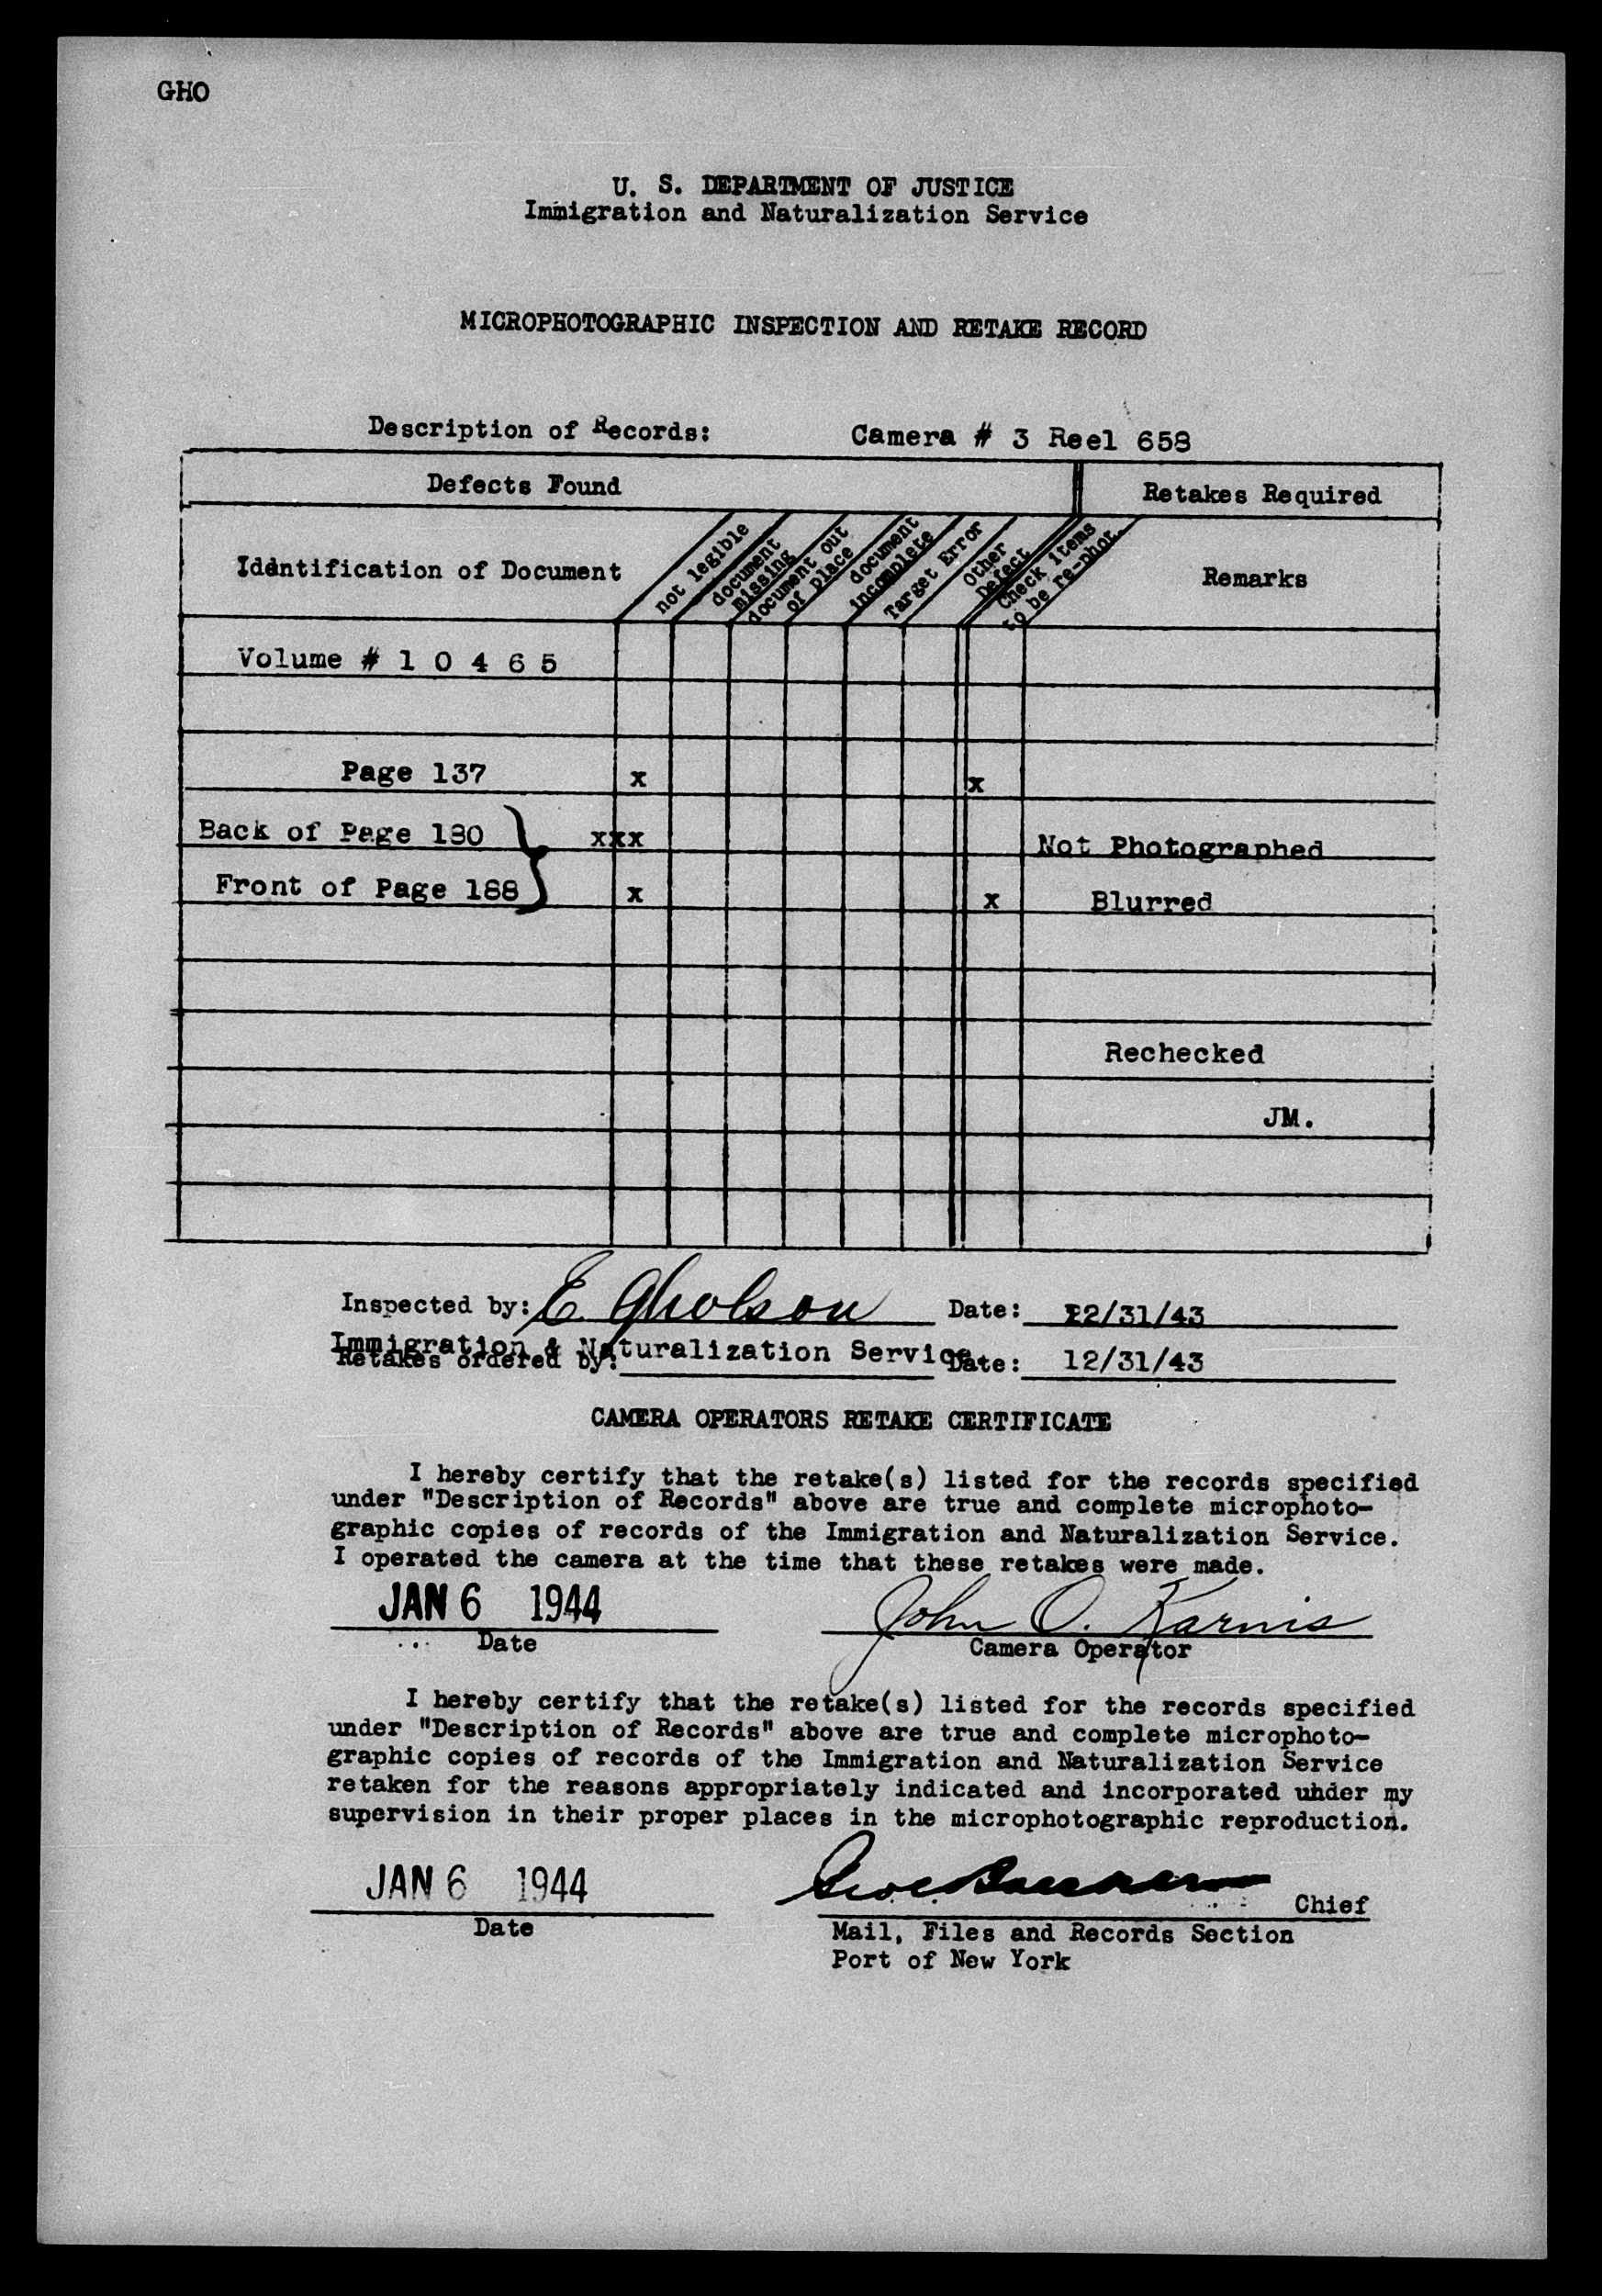 GHO
U. S. DEPARTMENT OF JUSTICE
Immigration and Naturalization Service
MICROPHOTOGRAPHIC INSPECTION AND RETAKE RECORD
Description of Records: Camera # 3 Reel 658
Defects Found Retakes Required
Identification of Document
not legible
document missing
document out of place
document incomplete
Target Error
Other Defect
Check items to be re-phot.
Remarks
Volume # 1 0 4 6 5
Page 137 x x
Back of Page 180 xxx Not Photographed
Front of Page 188 x x Blurred
Rechecked
JM.
Inspected by: E. Gholson Date: 22/31/43
Immigration & Naturalization Service
Retakes ordered by: Date: 12/31/43
CAMERA OPERATORS RETAKE CERTIFICATE
I hereby certify that the retake(s) listed for the records specified
under "Description of Records" above are true and complete microphoto-
graphic copies of records of the Immigration and Naturalization Service.
I operated the camera at the time that these retakes were made.
JAN 6 1944 John O. Karnis
Date Camera Operator
I hereby certify that the retake(s) listed for the records specified
under "Description of Records" above are true and complete microphoto-
graphic copies of records of the Immigration and Naturalization Service
retaken for the reasons appropriately indicated and incorporated under my
supervision in their proper places in the microphotographic reproduction.
JAN 6 1944 Chief
Date Mail, Files and Records Section
Port of New York